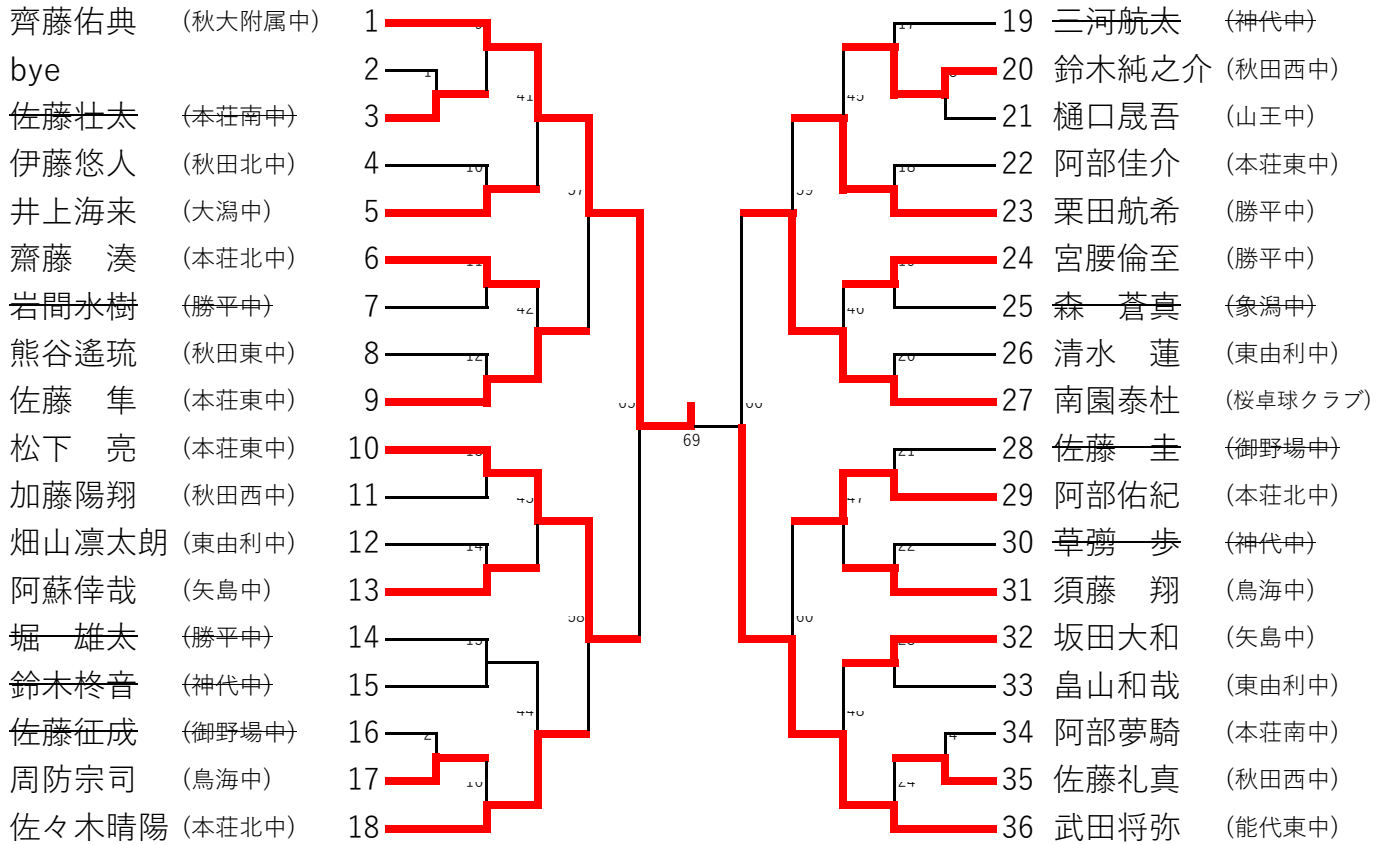 齊藤佑典 (秋大附属中) 1
bye 2
佐藤壮太 (本荘南中) 3
伊藤悠人 (秋田北中) 4
井上海来 (大潟中) 5
齋藤　湊 (本荘北中) 6
岩間水樹 (勝平中) 7
熊谷遙琉 (秋田東中) 8
佐藤　隼 (本荘東中) 9
松下　亮 (本荘東中) 10
加藤陽翔 (秋田西中) 11
畑山凛太朗 (東由利中) 12
阿蘇倖哉 (矢島中) 13
堀　雄太 (勝平中) 14
鈴木柊音 (神代中) 15
佐藤征成 (御野場中) 16
周防宗司 (鳥海中) 17
佐々木晴陽 (本荘北中) 18
69
19 三河航太 (神代中)
20 鈴木純之介 (秋田西中)
21 樋口晟吾 (山王中)
22 阿部佳介 (本荘東中)
23 栗田航希 (勝平中)
24 宮腰倫至 (勝平中)
25 森　蒼真 (象潟中)
26 清水　蓮 (東由利中)
27 南園泰杜 (桜卓球クラブ)
28 佐藤　圭 (御野場中)
29 阿部佑紀 (本荘北中)
30 草彅　歩 (神代中)
31 須藤　翔 (鳥海中)
32 坂田大和 (矢島中)
33 畠山和哉 (東由利中)
34 阿部夢騎 (本荘南中)
35 佐藤礼真 (秋田西中)
36 武田将弥 (能代東中)